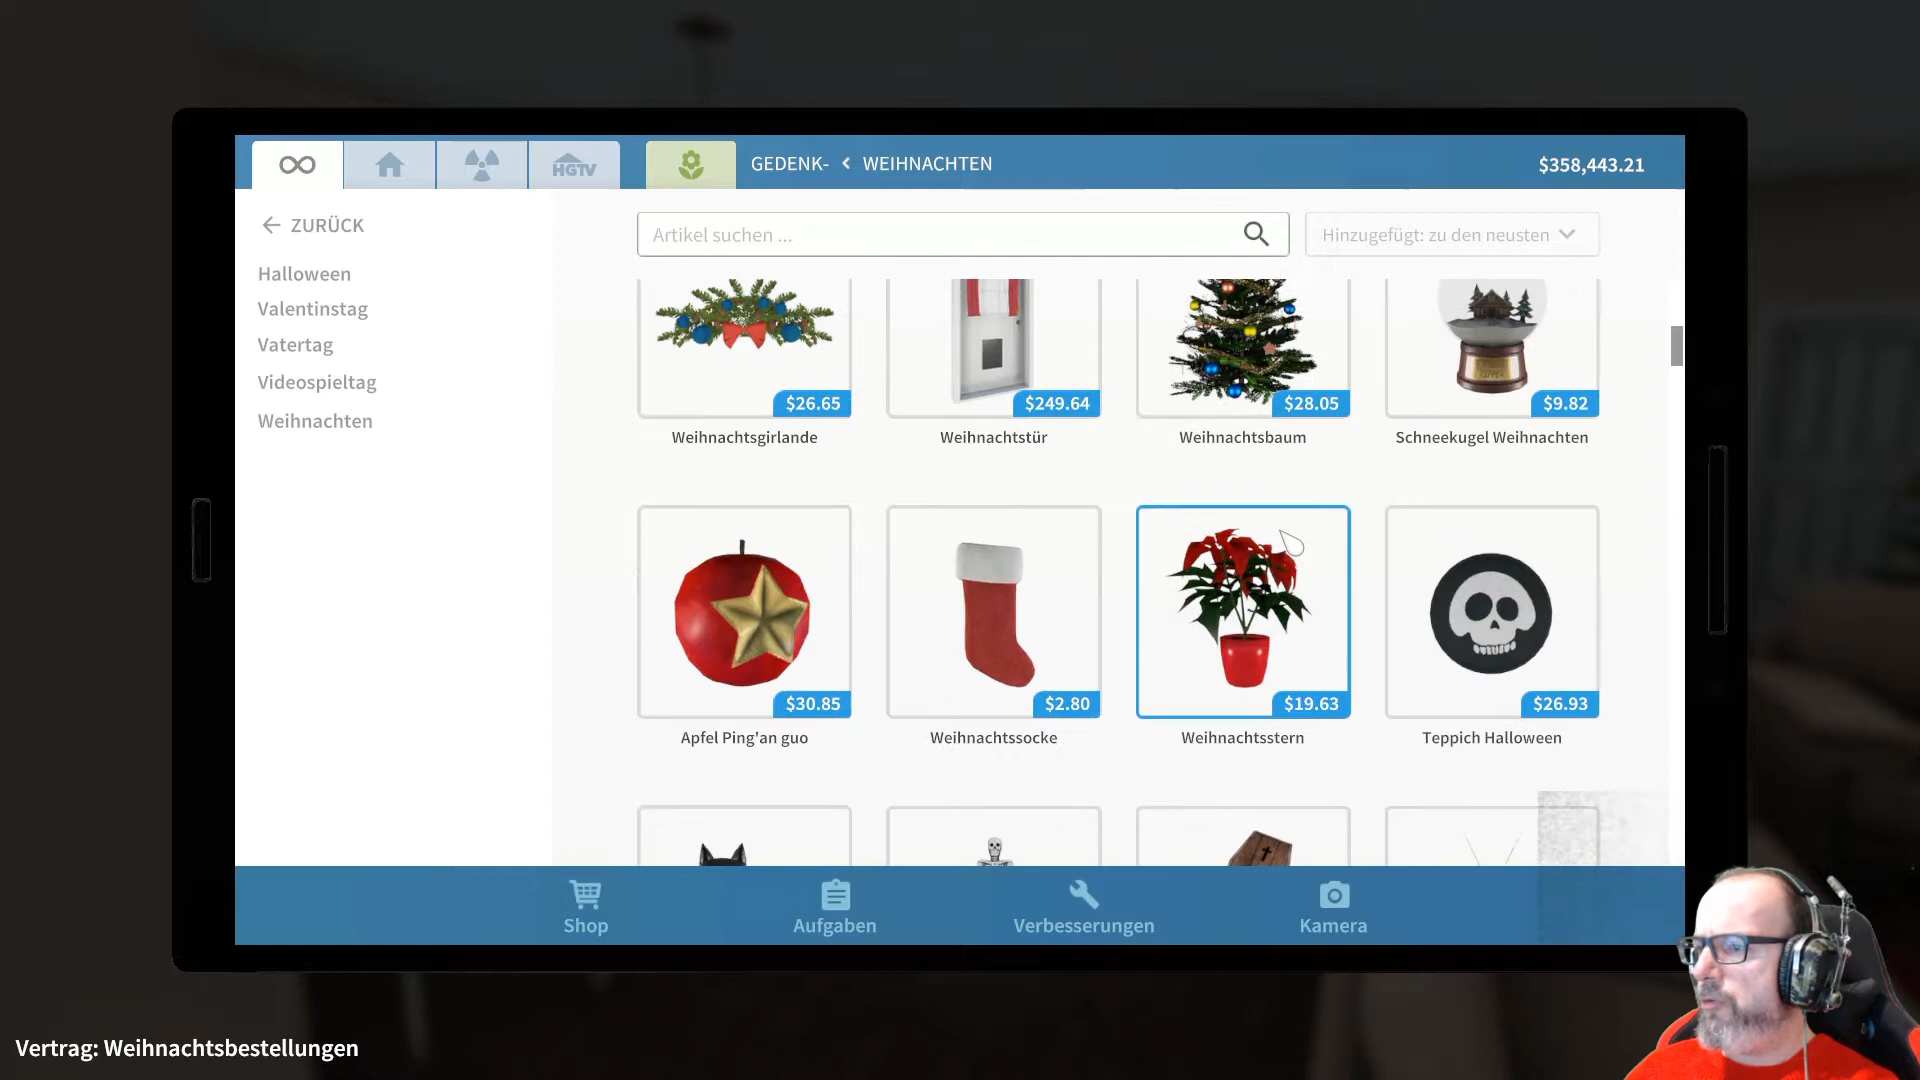 HGTV
GEDENK- < WEIHNACHTEN
$358,443.21
ZURÜCK
Artikel suchen ...
Hinzugefügt: zu den neusten
Halloween
Valentinstag
Vatertag
Videospieltag
Weihnachten
$26.65
$249.64
$28.05
$9.82
Weihnachtsgirlande
Weihnachtstür
Weihnachtsbaum
Schneekugel Weihnachten
$30.85
$2.80
$19.63
$26.93
Apfel Ping'an guo
Weihnachtssocke
Weihnachtsstern
Teppich Halloween
Shop
Aufgaben
Verbesserungen
Kamera
Vertrag: Weihnachtsbestellungen